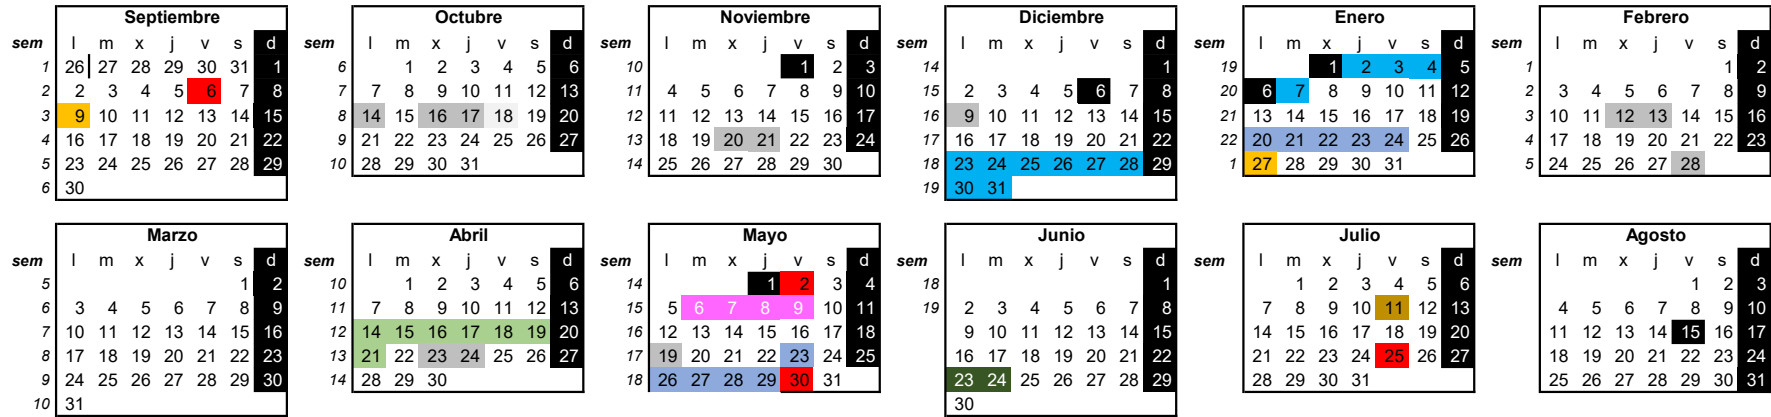 Septiembre Octubre Noviembre Diciembre Enero Febrero
sem l m x j v s d sem l m x j v s d sem l m x j v s d sem l m x j v s d sem l m x j v s d sem l m x j v s d
1 26 27 28 29 30 31 1 6 1 2 3 4 5 6 10 1 2 3 14 1 19 1 2 3 4 5 1 1 2
2 2 3 4 5 6 7 8 7 7 8 9 10 11 12 13 11 4 5 6 7 8 9 10 15 2 3 4 5 6 7 8 20 6 7 8 9 10 11 12 2 3 4 5 6 7 8 9
3 9 10 11 12 13 14 15 8 14 15 16 17 18 19 20 12 11 12 13 14 15 16 17 16 9 10 11 12 13 14 15 21 13 14 15 16 17 18 19 3 10 11 12 13 14 15 16
4 16 17 18 19 20 21 22 9 21 22 23 24 25 26 27 13 18 19 20 21 22 23 24 17 16 17 18 19 20 21 22 22 20 21 22 23 24 25 26 4 17 18 19 20 21 22 23
5 23 24 25 26 27 28 29 10 28 29 30 31 14 25 26 27 28 29 30 18 23 24 25 26 27 28 29 1 27 28 29 30 31 5 24 25 26 27 28
6 30 19 30 31
Marzo Abril Mayo Junio Julio Agosto
sem l m x j v s d sem l m x j v s d sem l m x j v s d sem l m x j v s d sem l m x j v s d sem l m x j v s d
5 1 2 10 1 2 3 4 5 6 14 1 2 3 4 18 1 1 2 3 4 5 6 1 2 3
6 3 4 5 6 7 8 9 11 7 8 9 10 11 12 13 15 5 6 7 8 9 10 11 19 2 3 4 5 6 7 8 7 8 9 10 11 12 13 4 5 6 7 8 9 10
7 10 11 12 13 14 15 16 12 14 15 16 17 18 19 20 16 12 13 14 15 16 17 18 9 10 11 12 13 14 15 14 15 16 17 18 19 20 11 12 13 14 15 16 17
8 17 18 19 20 21 22 23 13 21 22 23 24 25 26 27 17 19 20 21 22 23 24 25 16 17 18 19 20 21 22 21 22 23 24 25 26 27 18 19 20 21 22 23 24
9 24 25 26 27 28 29 30 14 28 29 30 18 26 27 28 29 30 31 23 24 25 26 27 28 29 28 29 30 31 25 26 27 28 29 30 31
10 31 30